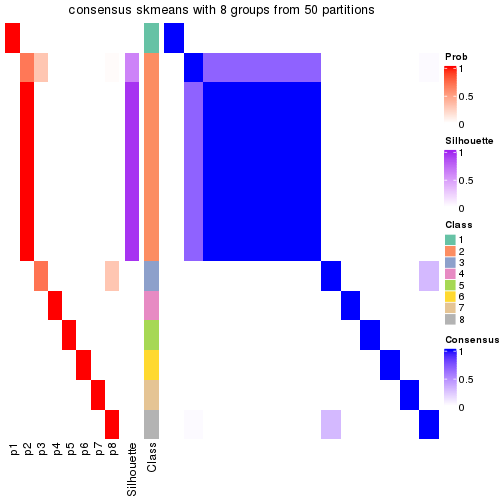 consensus skmeans with 8 groups from 50 partitions
Prob
1
0.5
0
Silhouette
1
0.5
0
Class
1
2
3
4
5
6
7
8
Consensus
1
0.5
0
p1
p2
p3
p4
p5
p6
p7
p8
Silhouette
Class